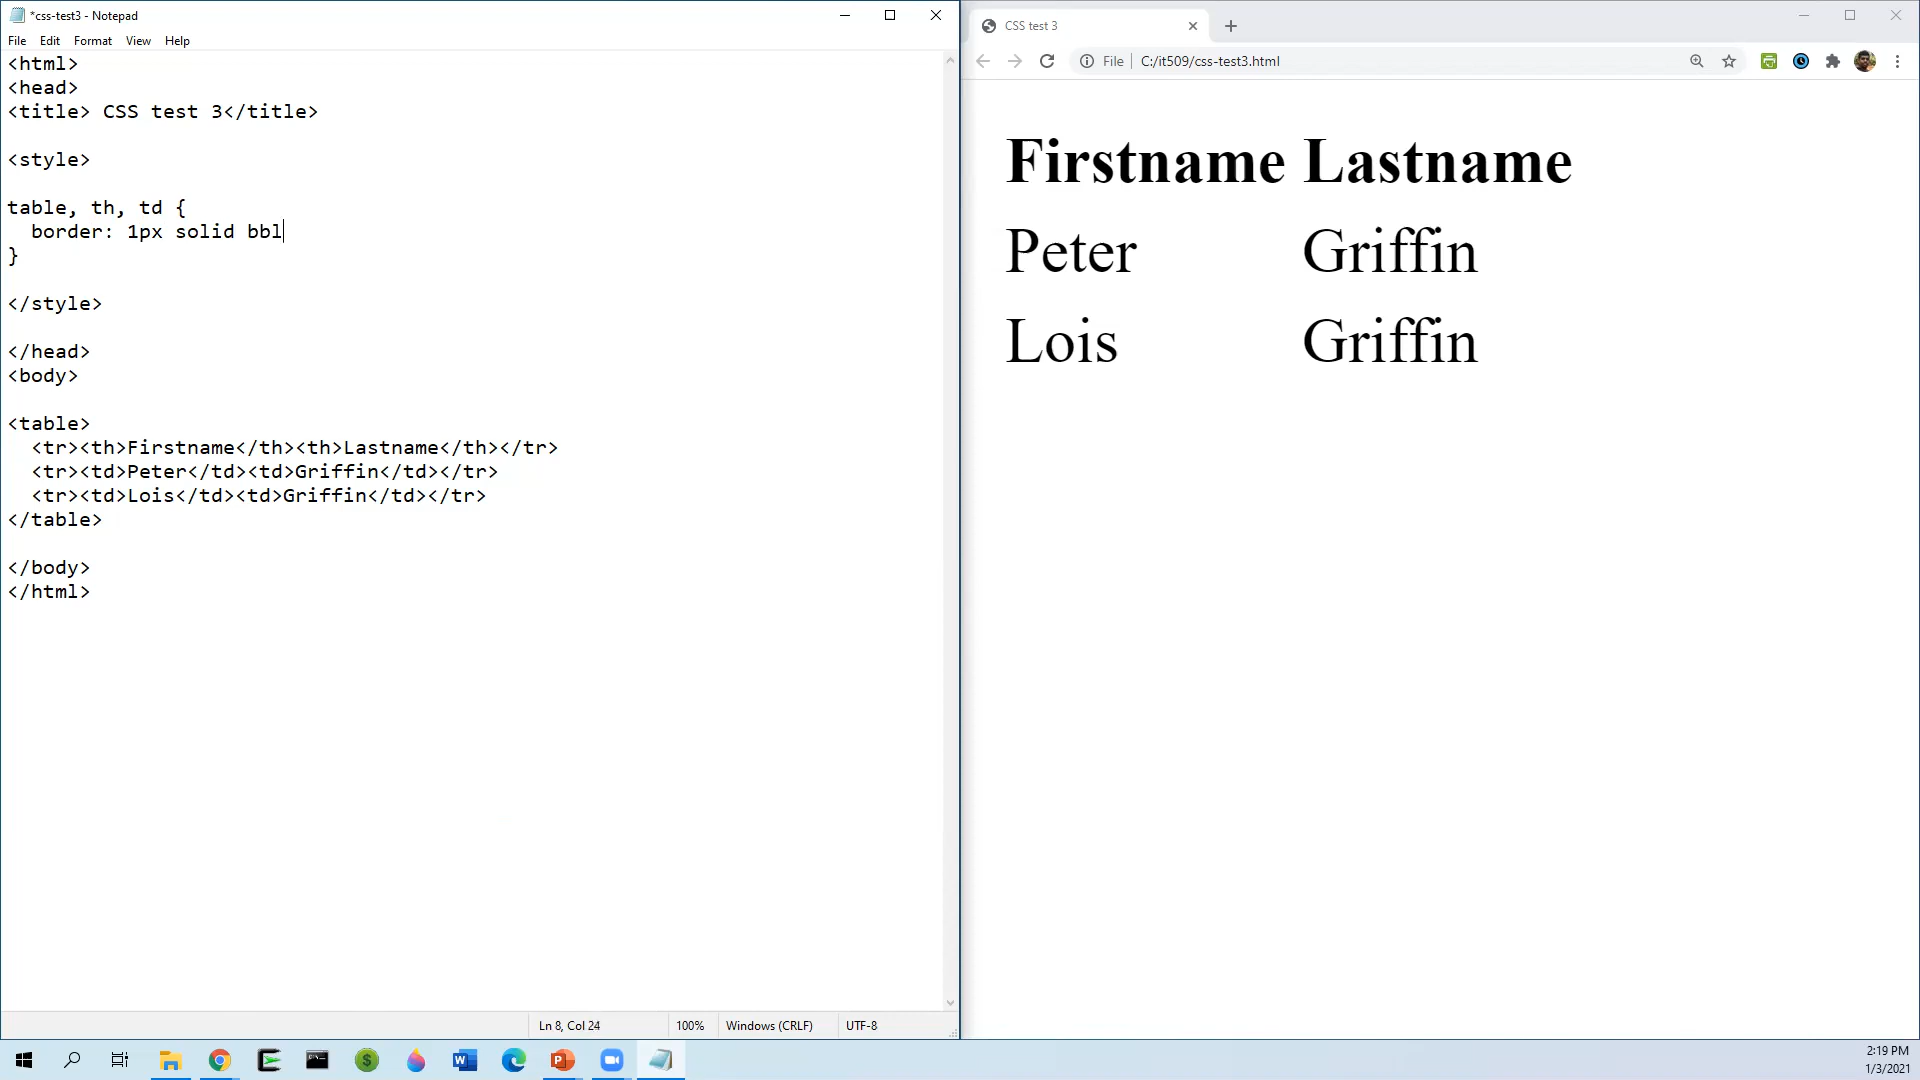 *css-test3 - Notepad
File Edit Format View Help
<html>
<head>
<title> CSS test 3</title>
<style>
table, th, td {
  border: 1px solid bbl
}
</style>
</head>
<body>
<table>
  <tr><th>Firstname</th><th>Lastname</th></tr>
  <tr><td>Peter</td><td>Griffin</td></tr>
  <tr><td>Lois</td><td>Griffin</td></tr>
</table>
</body>
</html>
Ln 8, Col 24 100% Windows (CRLF) UTF-8
CSS test 3
File C:/it509/css-test3.html
Firstname Lastname
Peter Griffin
Lois Griffin
2:19 PM
1/3/2021